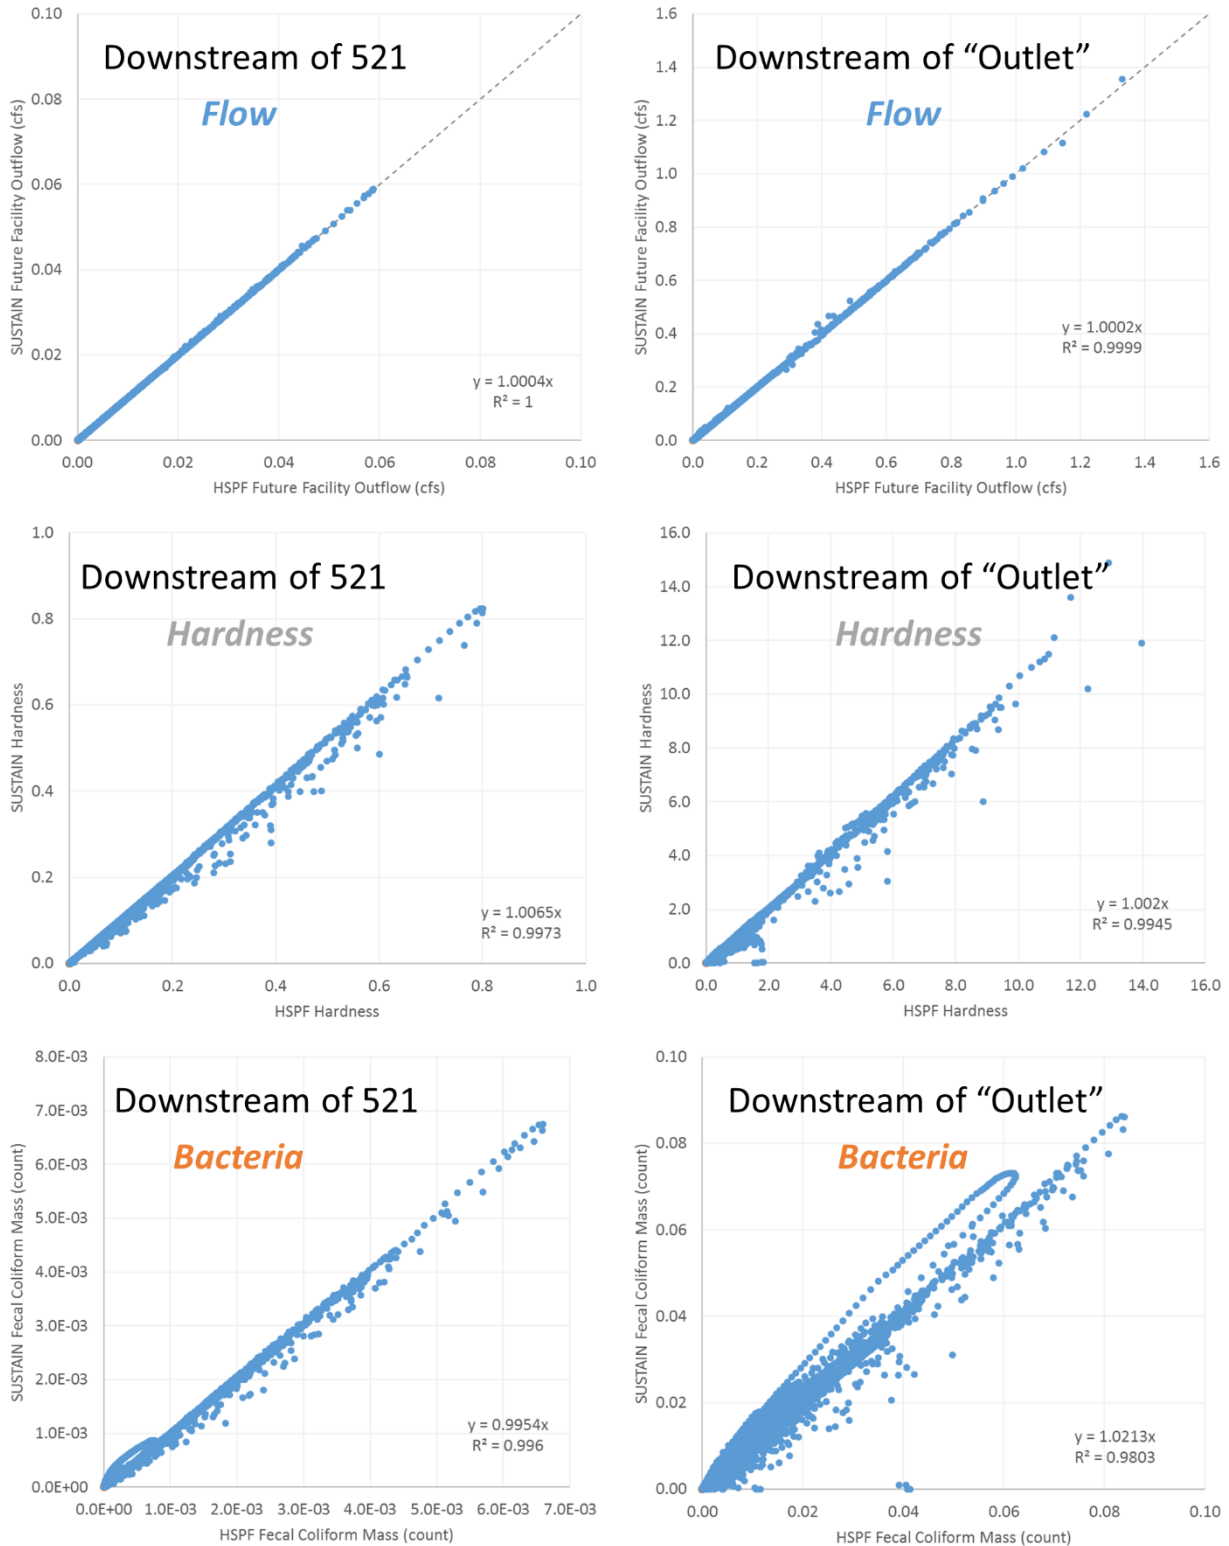 Downstream of 521
Flow
0.10
0.08
0.06
0.04
0.02
0.00
SUSTAIN Future Facility Outflow (cfs)
y = 1.0004x
R² = 1
0.00 0.02 0.04 0.06 0.08 0.10
HSPF Future Facility Outflow (cfs)
Downstream of “Outlet”
Flow
1.6
1.4
1.2
1.0
0.8
0.6
0.4
0.2
0.0
SUSTAIN Future Facility Outflow (cfs)
y = 1.0002x
R² = 0.9999
0.0 0.2 0.4 0.6 0.8 1.0 1.2 1.4 1.6
HSPF Future Facility Outflow (cfs)
Downstream of 521
Hardness
1.0
0.8
0.6
0.4
0.2
0.0
SUSTAIN Hardness
y = 1.0065x
R² = 0.9973
0.0 0.2 0.4 0.6 0.8 1.0
HSPF Hardness
Downstream of “Outlet”
Hardness
16.0
14.0
12.0
10.0
8.0
6.0
4.0
2.0
0.0
SUSTAIN Hardness
y = 1.002x
R² = 0.9945
0.0 2.0 4.0 6.0 8.0 10.0 12.0 14.0 16.0
HSPF Hardness
Downstream of 521
Bacteria
8.0E-03
7.0E-03
6.0E-03
5.0E-03
4.0E-03
3.0E-03
2.0E-03
1.0E-03
0.0E+00
SUSTAIN Fecal Coliform Mass (count)
y = 0.9954x
R² = 0.996
0.0E+00 1.0E-03 2.0E-03 3.0E-03 4.0E-03 5.0E-03 6.0E-03 7.0E-03
HSPF Fecal Coliform Mass (count)
Downstream of “Outlet”
Bacteria
0.10
0.08
0.06
0.04
0.02
0.00
SUSTAIN Fecal Coliform Mass (count)
y = 1.0213x
R² = 0.9803
0.00 0.02 0.04 0.06 0.08 0.10
HSPF Fecal Coliform Mass (count)